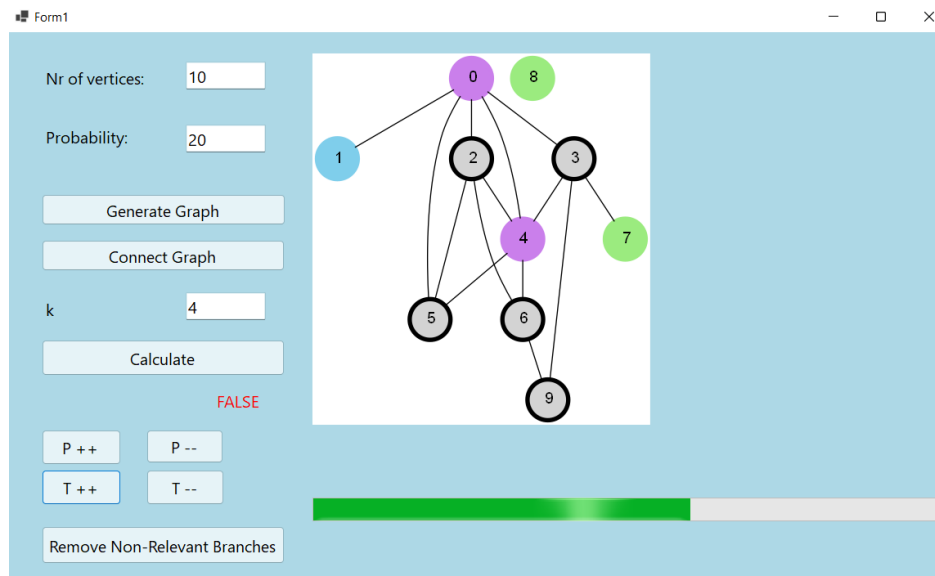 Form1
Nr of vertices: 10
Probability: 20
Generate Graph
Connect Graph
k 4
Calculate
FALSE
P ++ P --
T ++ T --
Remove Non-Relevant Branches
0 8
1 2 3
4 7
5 6
9